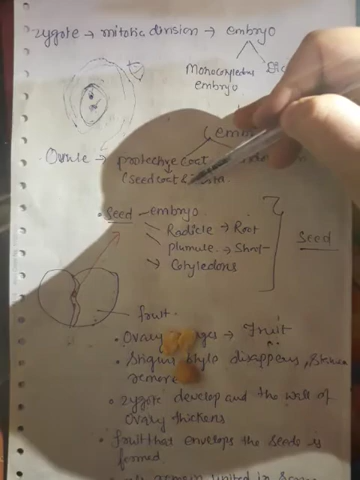 zygote → mitotic division → embryo
Monocotyledons
embryo
Ovule → protective coat
(seed coat &
Seed – embryo
Radicle → Root
plumule → Shoot
→ Cotyledons
Seed
fruit
• Ovary → Fruit
• Stigma style disappers,
remove
• zygote develop and the wall of
ovary thickens
• fruit that envelops the seeds is
formed